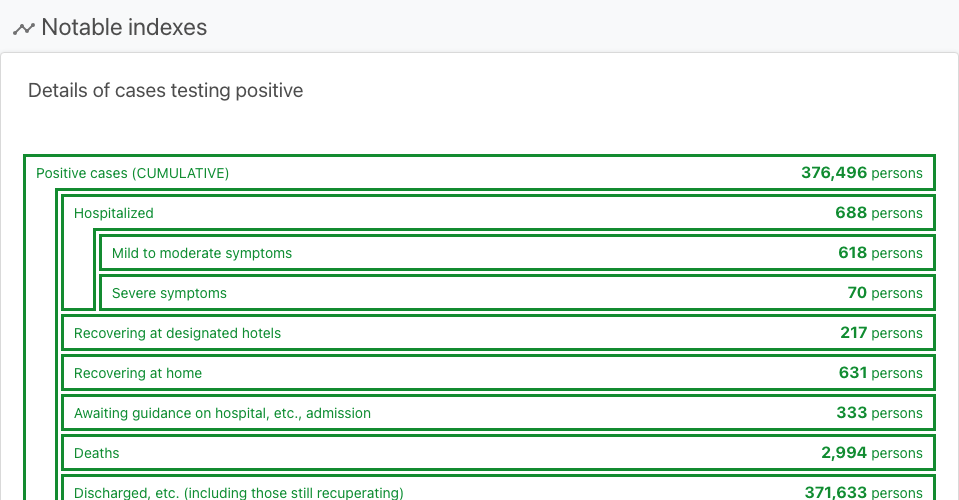 Notable indexes
Details of cases testing positive
Positive cases (CUMULATIVE) 376,496 persons
Hospitalized 688 persons
Mild to moderate symptoms 618 persons
Severe symptoms 70 persons
Recovering at designated hotels 217 persons
Recovering at home 631 persons
Awaiting guidance on hospital, etc., admission 333 persons
Deaths 2,994 persons
Discharged, etc. (including those still recuperating) 371,633 persons